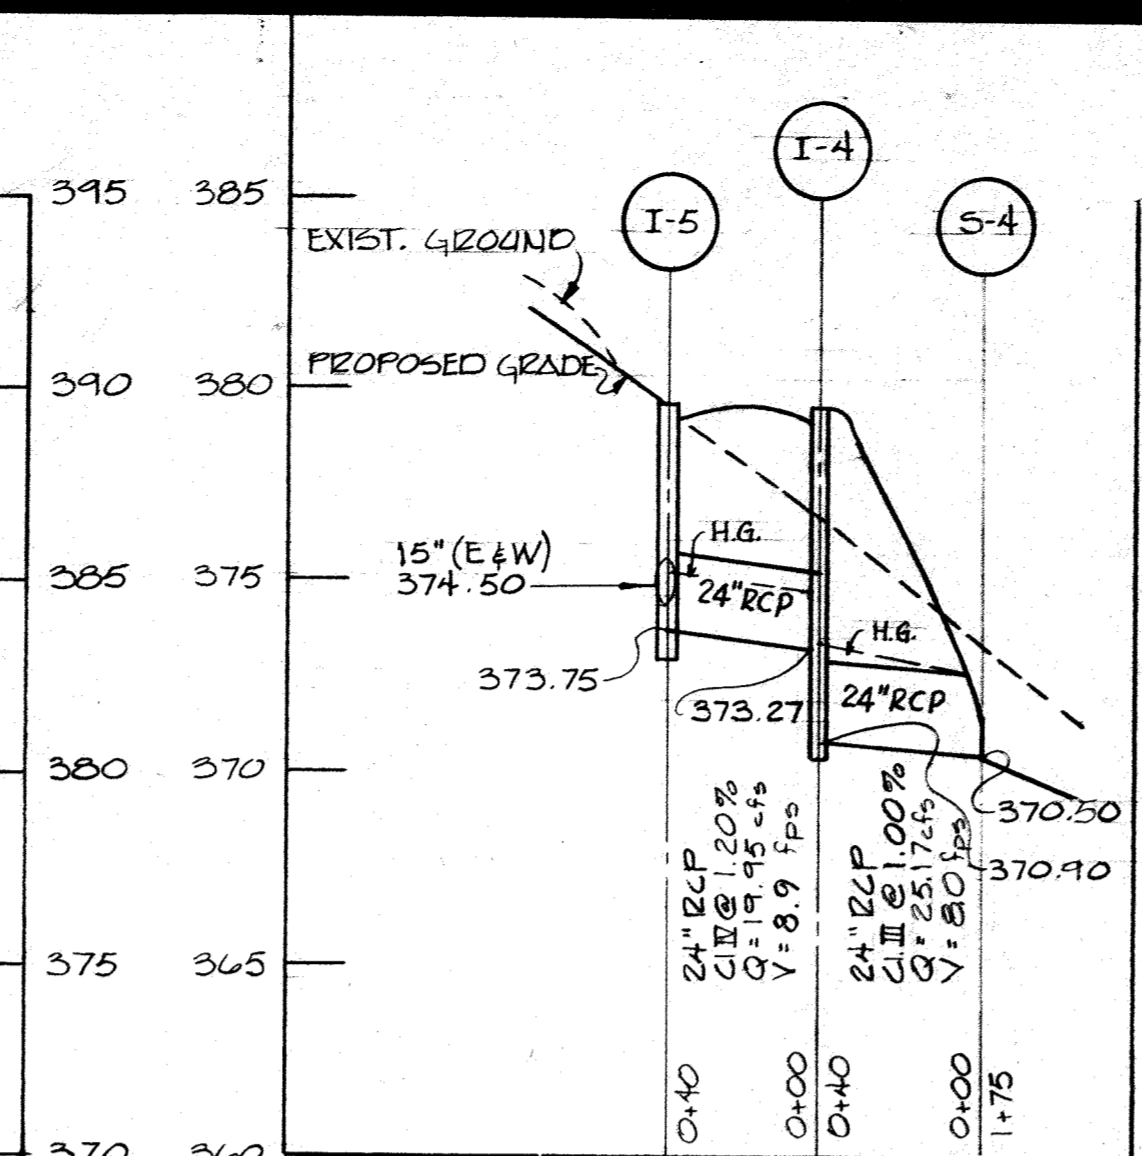 I-4
395 385
I-5
S-4
EXIST. GROUND
PROPOSED GRADE
390 380
H.G.
15" (E & W)
385 375
374.50
24" RCP
H.G.
373.75
373.27
24" RCP
380 370
370.50
370.90
24" RCP
Cl IV @ 1.20%
Q = 19.95 cfs
V = 8.9 fps
24" RCP
Cl. III @ 1.00%
Q = 25.17 cfs
V = 8.0 fps
375 365
0+40
0+00
0+40
0+00
1+75
370 360